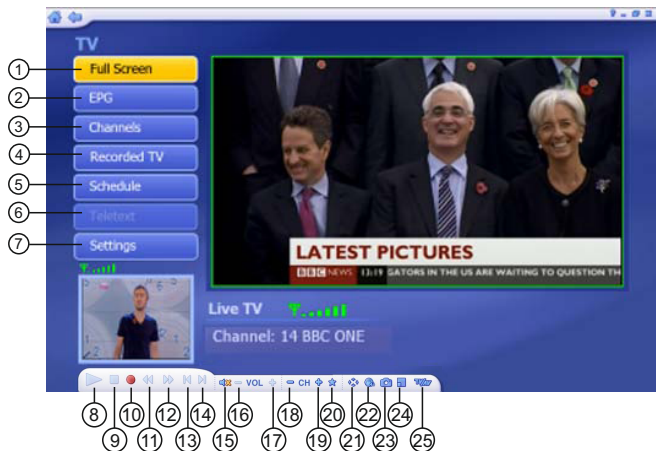 TV
1 Full Screen
2 EPG
3 Channels
4 Recorded TV
5 Schedule
6 Teletext
7 Settings
LATEST PICTURES
BBC NEWS 13:19 GATORS IN THE US ARE WAITING TO QUESTION TH
Live TV
Channel: 14 BBC ONE
VOL CH
8 9 10 11 12 13 14 15 16 17 18 19 20 21 22 23 24 25